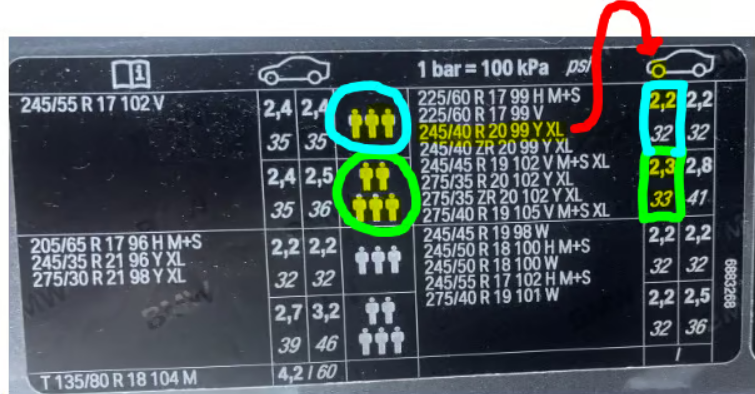 1 bar = 100 kPa psi
245/55 R 17 102 V
2,4 2,4
35 35
2,4 2,5
35 36
225/60 R 17 99 H M+S
225/60 R 17 99 V
245/40 R 20 99 Y XL
245/40 ZR 20 99 Y XL
245/45 R 19 102 V M+S XL
275/35 R 20 102 Y XL
275/35 ZR 20 102 Y XL
275/40 R 19 105 V M+S XL
2,2 2,2
32 32
2,3 2,8
33 41
205/65 R 17 96 H M+S
245/35 R 21 96 Y XL
275/30 R 21 98 Y XL
2,2 2,2
32 32
2,7 3,2
39 46
245/45 R 19 98 W
245/50 R 18 100 H M+S
245/50 R 18 100 W
245/55 R 17 102 H M+S
275/40 R 19 101 W
2,2 2,2
32 32
2,2 2,5
32 36
/
T 135/80 R 18 104 M
4,2 / 60
6883268